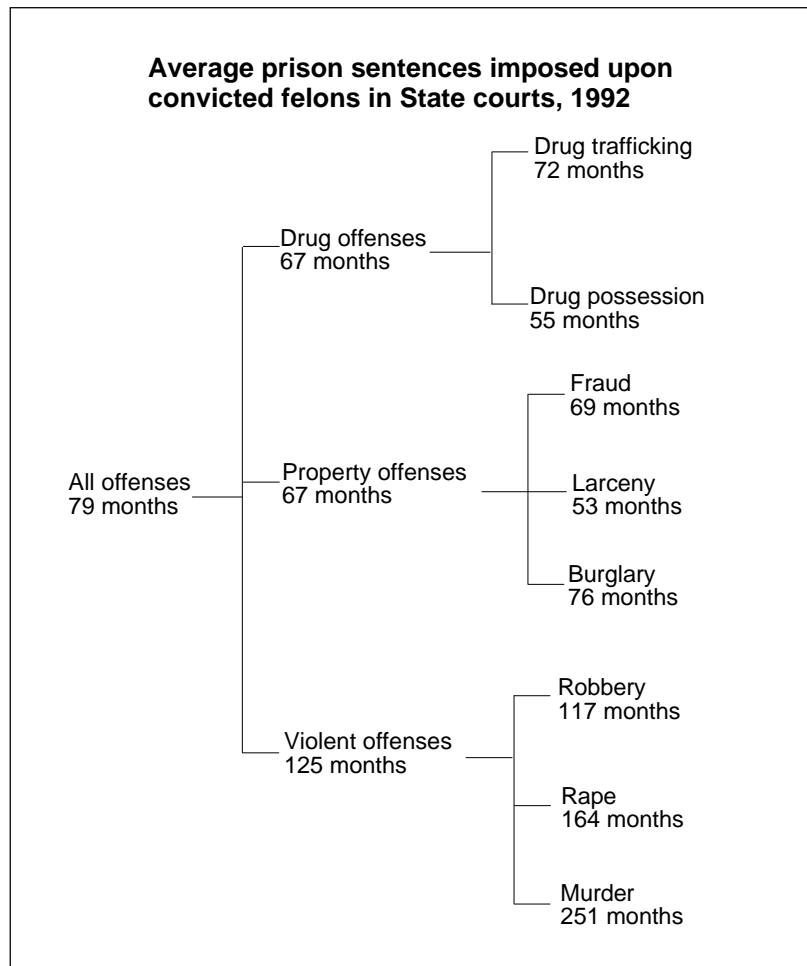 Average prison sentences imposed upon
convicted felons in State courts, 1992
Drug trafficking
72 months
Drug offenses
67 months
Drug possession
55 months
Fraud
69 months
All offenses
79 months
Property offenses
67 months
Larceny
53 months
Burglary
76 months
Robbery
117 months
Violent offenses
125 months
Rape
164 months
Murder
251 months